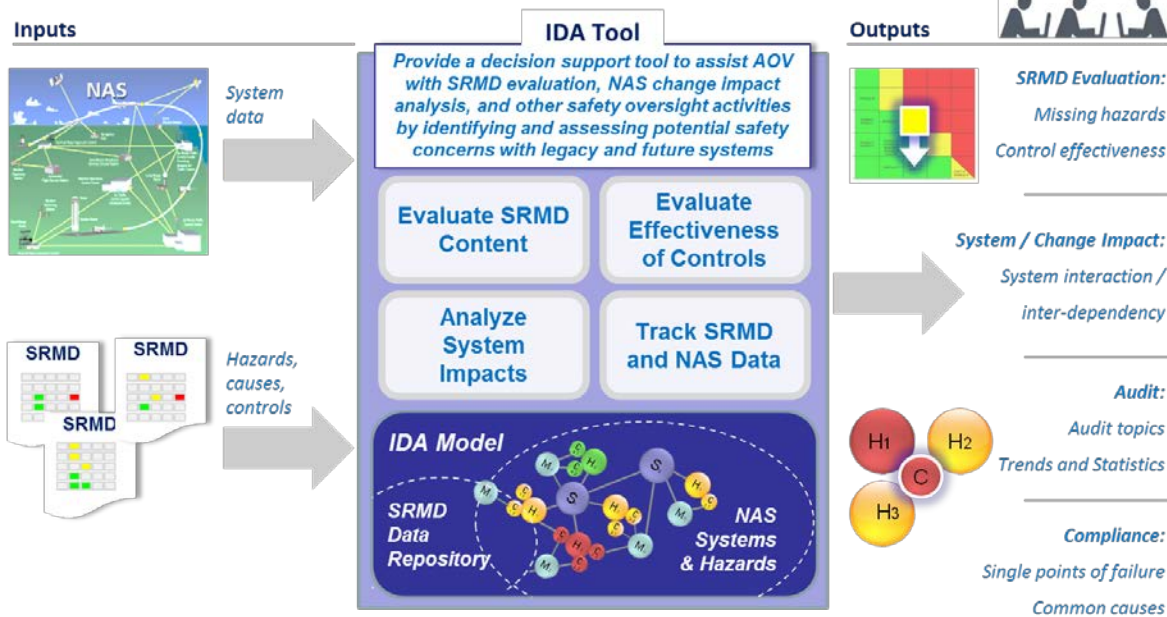 Inputs
NAS
System
data
SRMD
SRMD
SRMD
Hazards,
causes,
controls
IDA Tool
Provide a decision support tool to assist AOV
with SRMD evaluation, NAS change impact
analysis, and other safety oversight activities
by identifying and assessing potential safety
concerns with legacy and future systems
Evaluate SRMD
Content
Evaluate
Effectiveness
of Controls
Analyze
System
Impacts
Track SRMD
and NAS Data
IDA Model
SRMD
Data
Repository
NAS
Systems
& Hazards
S
S
Outputs
SRMD Evaluation:
Missing hazards
Control effectiveness
System / Change Impact:
System interaction /
inter-dependency
Audit:
Audit topics
Trends and Statistics
H1
H2
C
H3
Compliance:
Single points of failure
Common causes